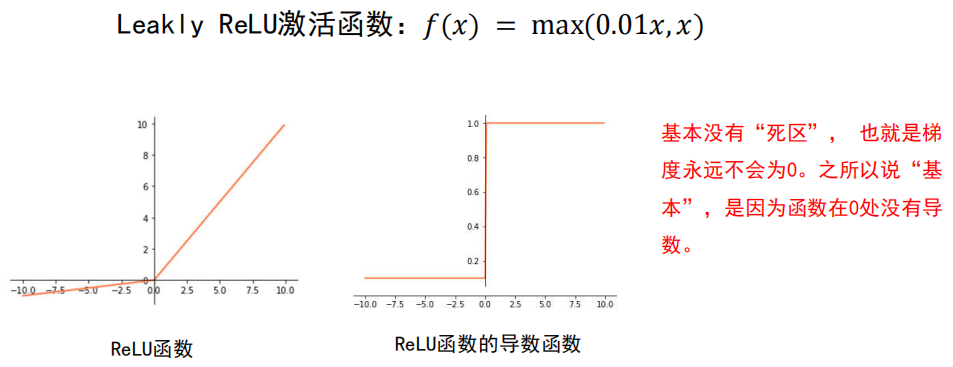 Leakly ReLU激活函数：f(x) = max(0.01x, x)
10
8
6
4
2
0
−10.0 −7.5 −5.0 −2.5 0.0 2.5 5.0 7.5 10.0
ReLU函数
1.0
0.8
0.6
0.4
0.2
−10.0 −7.5 −5.0 −2.5 0.0 2.5 5.0 7.5 10.0
ReLU函数的导数函数
基本没有“死区”， 也就是梯
度永远不会为0。之所以说“基
本”，是因为函数在0处没有导
数。